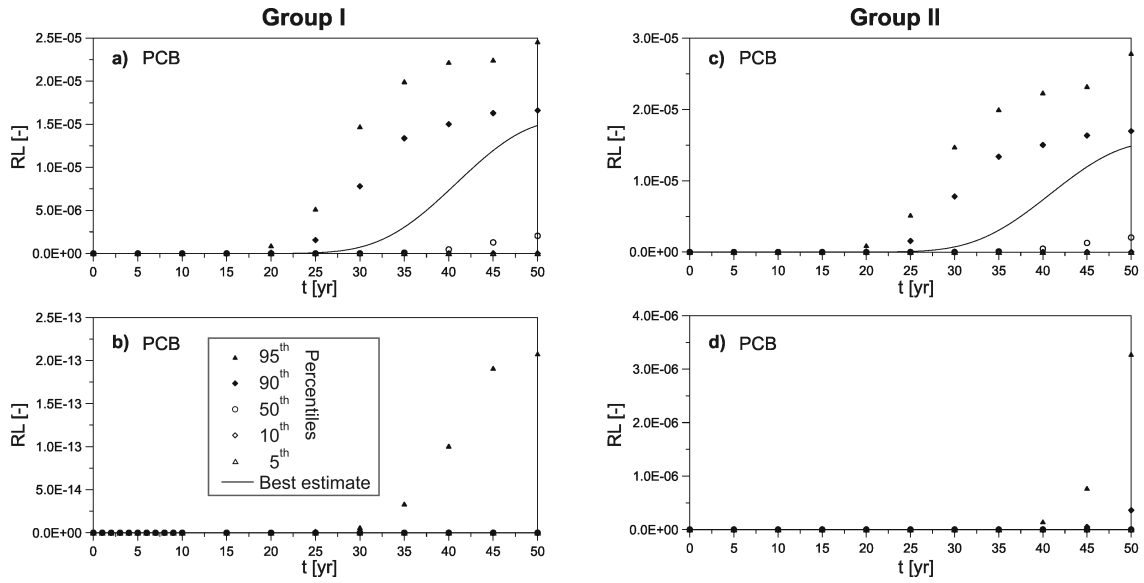 Group I
Group II
a) PCB
RL [-]
2.5E-05
2.0E-05
1.5E-05
1.0E-05
5.0E-06
0.0E+00
0 5 10 15 20 25 30 35 40 45 50
t [yr]
c) PCB
RL [-]
3.0E-05
2.0E-05
1.0E-05
0.0E+00
0 5 10 15 20 25 30 35 40 45 50
t [yr]
b) PCB
RL [-]
2.5E-13
2.0E-13
1.5E-13
1.0E-13
5.0E-14
0.0E+00
0 5 10 15 20 25 30 35 40 45 50
t [yr]
95th
90th
50th
10th
5th
Percentiles
Best estimate
d) PCB
RL [-]
4.0E-06
3.0E-06
2.0E-06
1.0E-06
0.0E+00
0 5 10 15 20 25 30 35 40 45 50
t [yr]